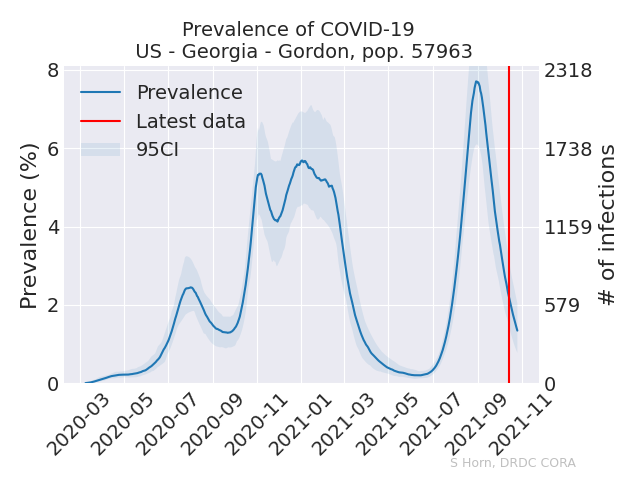 Prevalence of COVID-19
US - Georgia - Gordon, pop. 57963
Prevalence (%)
8
6
4
2
0
Prevalence
Latest data
95CI
2318
1738
1159
579
0
# of infections
2020-03
2020-05
2020-07
2020-09
2020-11
2021-01
2021-03
2021-05
2021-07
2021-09
2021-11
S Horn, DRDC CORA